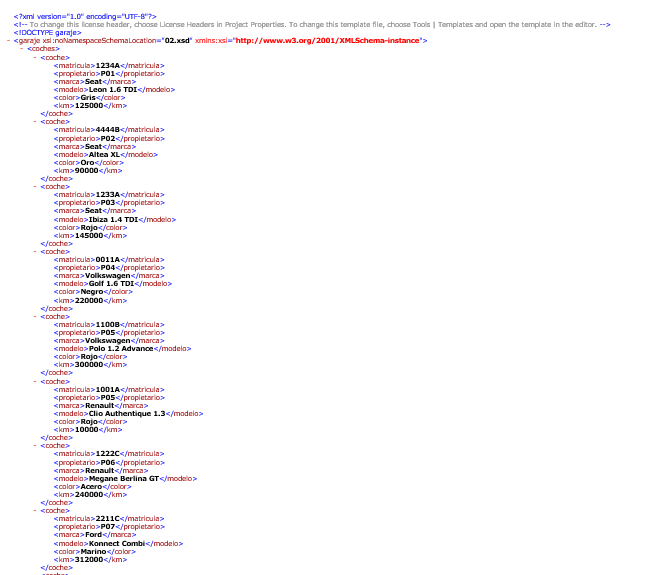 <?xml version="1.0" encoding="UTF-8"?>
<!-- To change this license header, choose License Headers in Project Properties. To change this template file, choose Tools | Templates and open the template in the editor. -->
<!DOCTYPE garaje>
- <garaje xsi:noNamespaceSchemaLocation="02.xsd" xmlns:xsi="http://www.w3.org/2001/XMLSchema-instance">
- <coches>
- <coche>
<matricula>1234A</matricula>
<propietario>P01</propietario>
<marca>Seat</marca>
<modelo>Leon 1.6 TDI</modelo>
<color>Gris</color>
<km>125000</km>
</coche>
- <coche>
<matricula>4444B</matricula>
<propietario>P02</propietario>
<marca>Seat</marca>
<modelo>Altea XL</modelo>
<color>Oro</color>
<km>90000</km>
</coche>
- <coche>
<matricula>1233A</matricula>
<propietario>P03</propietario>
<marca>Seat</marca>
<modelo>Ibiza 1.4 TDI</modelo>
<color>Rojo</color>
<km>145000</km>
</coche>
- <coche>
<matricula>0011A</matricula>
<propietario>P04</propietario>
<marca>Volkswagen</marca>
<modelo>Golf 1.6 TDI</modelo>
<color>Negro</color>
<km>220000</km>
</coche>
- <coche>
<matricula>1100B</matricula>
<propietario>P05</propietario>
<marca>Volkswagen</marca>
<modelo>Polo 1.2 Advance</modelo>
<color>Rojo</color>
<km>300000</km>
</coche>
- <coche>
<matricula>1001A</matricula>
<propietario>P05</propietario>
<marca>Renault</marca>
<modelo>Clio Authentique 1.3</modelo>
<color>Rojo</color>
<km>10000</km>
</coche>
- <coche>
<matricula>1222C</matricula>
<propietario>P06</propietario>
<marca>Renault</marca>
<modelo>Megane Berlina GT</modelo>
<color>Acero</color>
<km>240000</km>
</coche>
- <coche>
<matricula>2211C</matricula>
<propietario>P07</propietario>
<marca>Ford</marca>
<modelo>Konnect Combi</modelo>
<color>Marino</color>
<km>312000</km>
</coche>